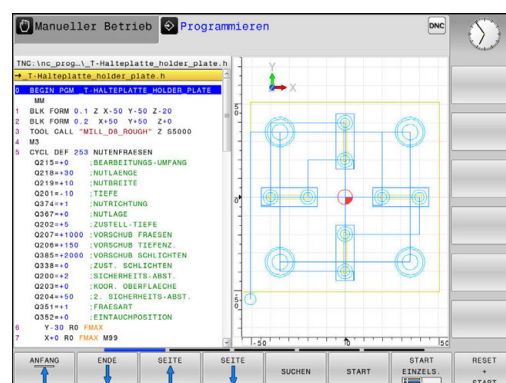 Manueller Betrieb
Programmieren
DNC
TNC:\nc_prog…\_T-Halteplatte_holder_plate.h
→_T-Halteplatte_holder_plate.h
0 BEGIN PGM _T-HALTEPLATTE_HOLDER_PLATE
MM
1 BLK FORM 0.1 Z X-50 Y-50 Z-20
2 BLK FORM 0.2 X+50 Y+50 Z+0
3 TOOL CALL "MILL_D8_ROUGH" Z S5000
4 M3
5 CYCL DEF 253 NUTENFRAESEN
Q215=+0 ;BEARBEITUNGS-UMFANG
Q218=+30 ;NUTLAENGE
Q219=+10 ;NUTBREITE
Q201=-10 ;TIEFE
Q374=+1 ;NUTRICHTUNG
Q367=+0 ;NUTLAGE
Q202=+5 ;ZUSTELL-TIEFE
Q207=+1000 ;VORSCHUB FRAESEN
Q206=+150 ;VORSCHUB TIEFENZ.
Q385=+2000 ;VORSCHUB SCHLICHTEN
Q338=+0 ;ZUST. SCHLICHTEN
Q200=+2 ;SICHERHEITS-ABST.
Q203=+0 ;KOOR. OBERFLAECHE
Q204=+50 ;2. SICHERHEITS-ABST.
Q351=+1 ;FRAESART
Q352=+0 ;EINTAUCHPOSITION
6 Y-30 R0 FMAX
7 X+0 R0 FMAX M99
Y
X
50
0
-50
-50
0
50
ANFANG
ENDE
SEITE
SEITE
SUCHEN
START
START
EINZELS.
RESET
+
START